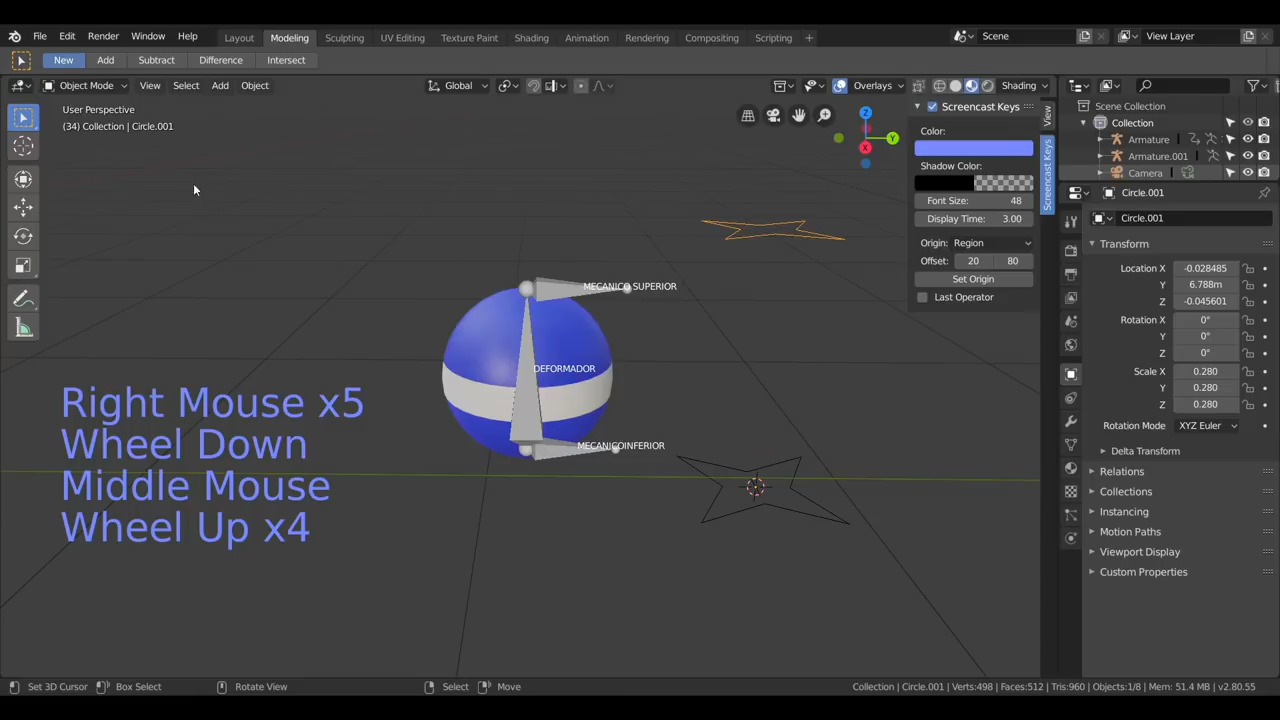 File Edit Render Window Help Layout Modeling Sculpting UV Editing Texture Paint Shading Animation Rendering Compositing Scripting + Scene View Layer
New Add Subtract Difference Intersect
Object Mode View Select Add Object Global Overlays Shading
User Perspective
(34) Collection | Circle.001
Z
Y
X
Screencast Keys
Color:
Shadow Color:
Font Size: 48
Display Time: 3.00
Origin: Region
Offset: 20 80
Set Origin
Last Operator
View
Screencast Keys
Scene Collection
Collection
Armature
Armature.001
Camera
Circle.001
Circle.001
Transform
Location X -0.028485
Y 6.788m
Z -0.045601
Rotation X 0°
Y 0°
Z 0°
Scale X 0.280
Y 0.280
Z 0.280
Rotation Mode XYZ Euler
Delta Transform
Relations
Collections
Instancing
Motion Paths
Viewport Display
Custom Properties
MECANICO SUPERIOR
DEFORMADOR
MECANICOINFERIOR
Right Mouse x5
Wheel Down
Middle Mouse
Wheel Up x4
Set 3D Cursor Box Select Rotate View Select Move Collection | Circle.001 | Verts:498 | Faces:512 | Tris:960 | Objects:1/8 | Mem: 51.4 MB | v2.80.55